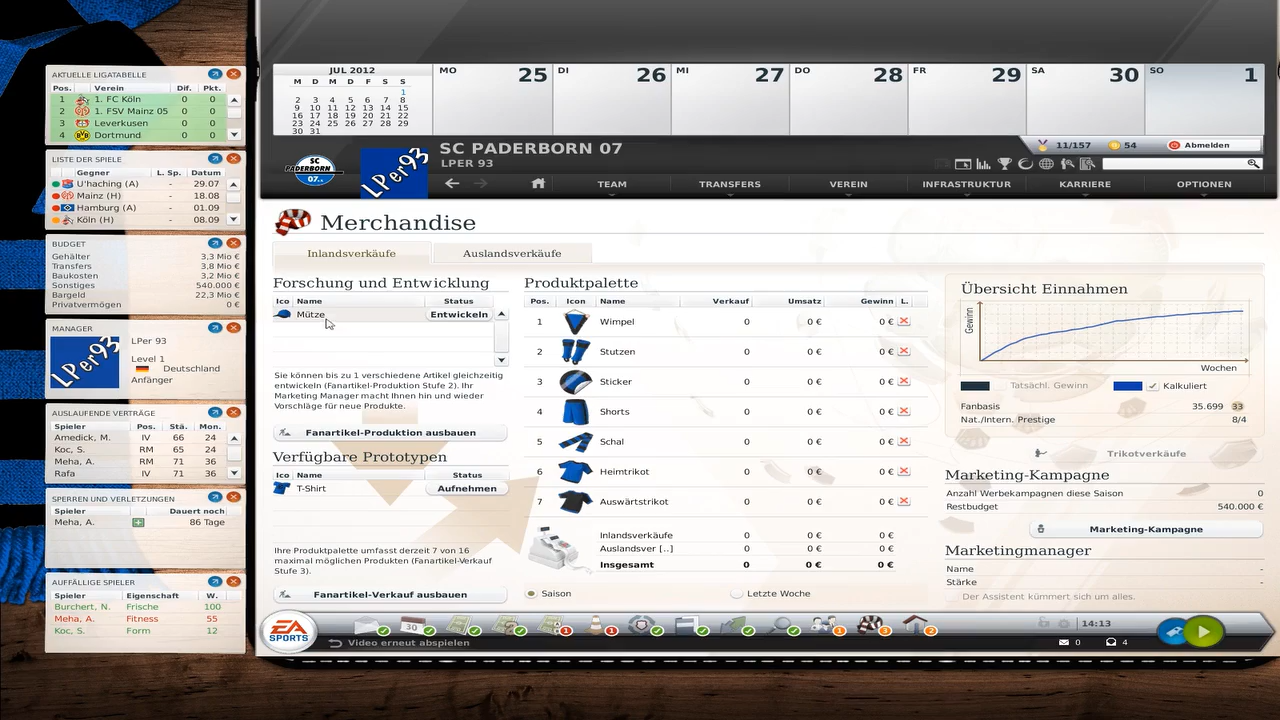 AKTUELLE LIGATABELLE
Pos. Verein Dif. Pkt.
1 1. FC Köln 0 0
2 1. FSV Mainz 05 0 0
3 Leverkusen 0 0
4 Dortmund 0 0
LISTE DER SPIELE
Gegner L. Sp. Datum
U'haching (A) - 29.07
Mainz (H) - 18.08
Hamburg (A) - 01.09
Köln (H) - 08.09
BUDGET
Gehälter 3,3 Mio €
Transfers 3,8 Mio €
Baukosten 3,2 Mio €
Sonstiges 540.000 €
Bargeld 22,3 Mio €
Privatvermögen 0 €
MANAGER
LPer93
LPer 93
Level 1
Deutschland
Anfänger
AUSLAUFENDE VERTRÄGE
Spieler Pos. Stä. Mon.
Amedick, M. IV 66 24
Koc, S. RM 65 24
Meha, A. RM 71 36
Rafa IV 71 36
SPERREN UND VERLETZUNGEN
Spieler Dauert noch
Meha, A. 86 Tage
AUFFÄLLIGE SPIELER
Spieler Eigenschaft W.
Burchert, N. Frische 100
Meha, A. Fitness 55
Koc, S. Form 12
JUL 2012
M D M D F S S
1
2 3 4 5 6 7 8
9 10 11 12 13 14 15
16 17 18 19 20 21 22
23 24 25 26 27 28 29
30 31
MO 25 DI 26 MI 27 DO 28 FR 29 SA 30 SO 1
11/157 54 Abmelden
SC PADERBORN 07..
LPer93
SC PADERBORN 07
LPER 93
TEAM TRANSFERS VEREIN INFRASTRUKTUR KARRIERE OPTIONEN
Merchandise
Inlandsverkäufe Auslandsverkäufe
Forschung und Entwicklung
Ico Name Status
Mütze Entwickeln
Sie können bis zu 1 verschiedene Artikel gleichzeitig
entwickeln (Fanartikel-Produktion Stufe 2). Ihr
Marketing Manager macht Ihnen hin und wieder
Vorschläge für neue Produkte.
Fanartikel-Produktion ausbauen
Verfügbare Prototypen
Ico Name Status
T-Shirt Aufnehmen
Ihre Produktpalette umfasst derzeit 7 von 16
maximal möglichen Produkten (Fanartikel-Verkauf
Stufe 3).
Fanartikel-Verkauf ausbauen
Produktpalette
Pos. Icon Name Verkauf Umsatz Gewinn L.
1 Wimpel 0 0 € 0 €
2 Stutzen 0 0 € 0 €
3 Sticker 0 0 € 0 €
4 Shorts 0 0 € 0 €
5 Schal 0 0 € 0 €
6 Heimtrikot 0 0 € 0 €
7 Auswärtstrikot 0 0 € 0 €
Inlandsverkäufe 0 0 € 0 €
Auslandsver [..] 0 0 € 0 €
Insgesamt 0 0 € 0 €
Saison Letzte Woche
Übersicht Einnahmen
Gewinn
Wochen
Tatsächl. Gewinn Kalkuliert
Fanbasis 35.699 33
Nat./Intern. Prestige 8/4
Trikotverkäufe
Marketing-Kampagne
Anzahl Werbekampagnen diese Saison 0
Restbudget 540.000 €
Marketing-Kampagne
Marketingmanager
Name -
Stärke -
Der Assistent kümmert sich um alles.
EA SPORTS
30 1 1 1 3 2
14:13
Video erneut abspielen
0 4